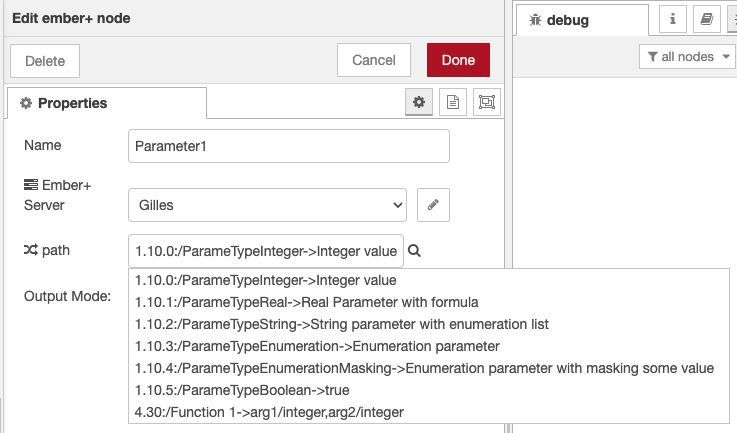 Edit ember+ node
debug
Delete
Cancel
Done
all nodes
Properties
Name
Parameter1
Ember+
Server
Gilles
path
1.10.0:/ParameTypeInteger->Integer value
Output Mode:
1.10.0:/ParameTypeInteger->Integer value
1.10.1:/ParameTypeReal->Real Parameter with formula
1.10.2:/ParameTypeString->String parameter with enumeration list
1.10.3:/ParameTypeEnumeration->Enumeration parameter
1.10.4:/ParameTypeEnumerationMasking->Enumeration parameter with masking some value
1.10.5:/ParameTypeBoolean->true
4.30:/Function 1->arg1/integer,arg2/integer